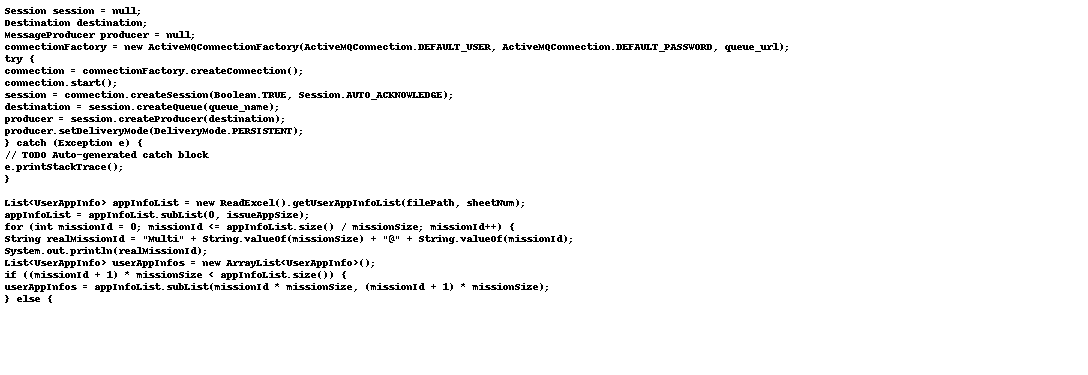 Session session = null;
Destination destination;
MessageProducer producer = null;
connectionFactory = new ActiveMQConnectionFactory(ActiveMQConnection.DEFAULT_USER, ActiveMQConnection.DEFAULT_PASSWORD, queue_url);
try {
connection = connectionFactory.createConnection();
connection.start();
session = connection.createSession(Boolean.TRUE, Session.AUTO_ACKNOWLEDGE);
destination = session.createQueue(queue_name);
producer = session.createProducer(destination);
producer.setDeliveryMode(DeliveryMode.PERSISTENT);
} catch (Exception e) {
// TODO Auto-generated catch block
e.printStackTrace();
}

List<UserAppInfo> appInfoList = new ReadExcel().getUserAppInfoList(filePath, sheetNum);
appInfoList = appInfoList.subList(0, issueAppSize);
for (int missionId = 0; missionId <= appInfoList.size() / missionSize; missionId++) {
String realMissionId = "Multi" + String.valueOf(missionSize) + "@" + String.valueOf(missionId);
System.out.println(realMissionId);
List<UserAppInfo> userAppInfos = new ArrayList<UserAppInfo>();
if ((missionId + 1) * missionSize < appInfoList.size()) {
userAppInfos = appInfoList.subList(missionId * missionSize, (missionId + 1) * missionSize);
} else {